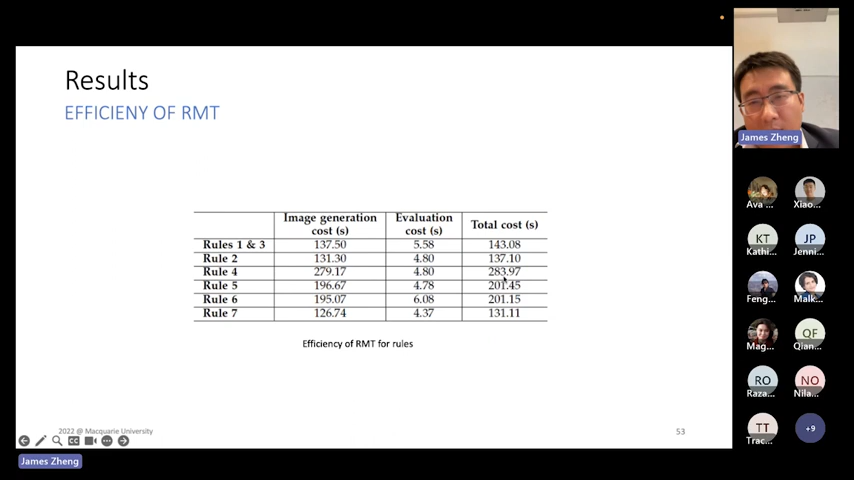 Results
EFFICIENY OF RMT
Image generation cost (s) Evaluation cost (s) Total cost (s)
Rules 1 & 3 137.50 5.58 143.08
Rule 2 131.30 4.80 137.10
Rule 4 279.17 4.80 283.97
Rule 5 196.67 4.78 201.45
Rule 6 195.07 6.08 201.15
Rule 7 126.74 4.37 131.11
Efficiency of RMT for rules
2022 @ Macquarie University
53
CC
James Zheng
James Zheng
Ava ...
Xiao...
KT
Kathi...
JP
Jenni...
Feng...
Malk...
Mag...
QF
Qian...
RO
Raza...
NO
Nila...
TT
Trac...
+9